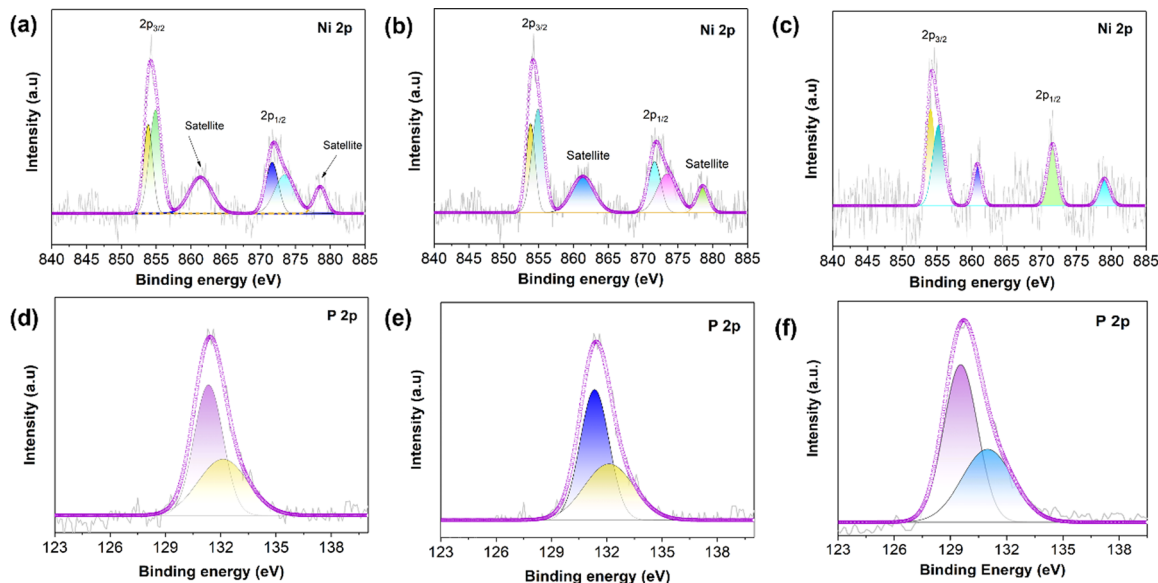 (a)
2p3/2
Ni 2p
Satellite
2p1/2
Satellite
Intensity (a.u)
840 845 850 855 860 865 870 875 880 885
Binding energy (eV)
(b)
2p3/2
Ni 2p
Satellite
2p1/2
Satellite
Intensity (a.u)
840 845 850 855 860 865 870 875 880 885
Binding energy (eV)
(c)
2p3/2
Ni 2p
2p1/2
Intensity (a.u)
840 845 850 855 860 865 870 875 880 885
Binding energy (eV)
(d)
P 2p
Intensity (a.u)
123 126 129 132 135 138
Binding energy (eV)
(e)
P 2p
Intensity (a.u)
123 126 129 132 135 138
Binding energy (eV)
(f)
P 2p
Intensity (a.u.)
123 126 129 132 135 138
Binding Energy (eV)